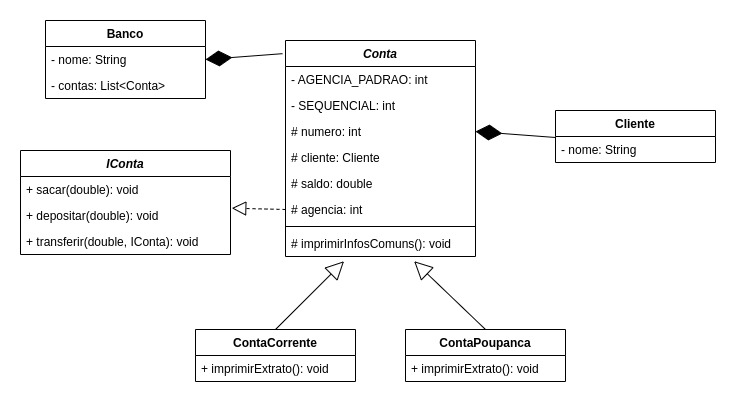 Banco
- nome: String
- contas: List<Conta>
Conta
- AGENCIA_PADRAO: int
- SEQUENCIAL: int
# numero: int
# cliente: Cliente
# saldo: double
# agencia: int
# imprimirInfosComuns(): void
Cliente
- nome: String
IConta
+ sacar(double): void
+ depositar(double): void
+ transferir(double, IConta): void
ContaCorrente
+ imprimirExtrato(): void
ContaPoupanca
+ imprimirExtrato(): void